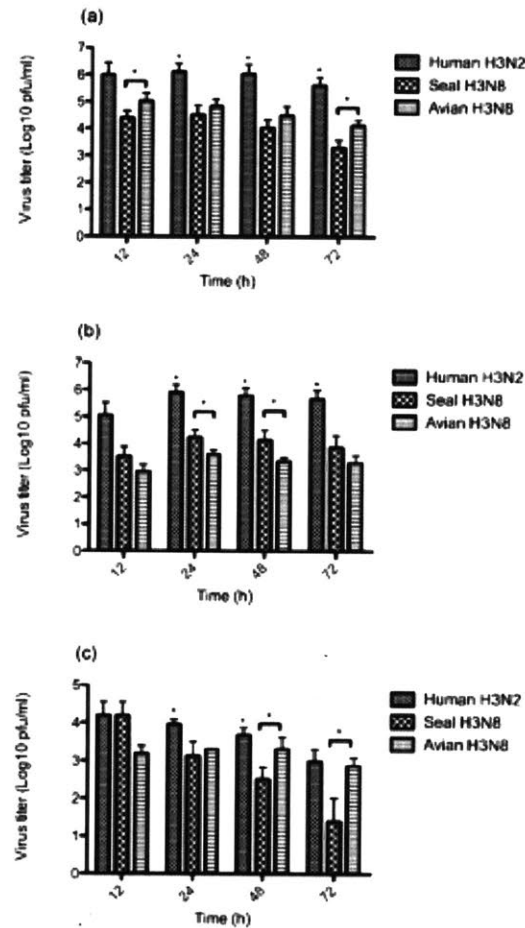 (a)
Virus titer (Log10 pfu/ml)
7
6
5
4
3
2
1
0
* * * * *
12 24 48 72
Time (h)
Human H3N2
Seal H3N8
Avian H3N8
(b)
Virus titer (Log10 pfu/ml)
7
6
5
4
3
2
1
0
* * * * *
12 24 48 72
Time (h)
Human H3N2
Seal H3N8
Avian H3N8
(c)
Virus titer (Log10 pfu/ml)
5
4
3
2
1
0
* * * *
12 24 48 72
Time (h)
Human H3N2
Seal H3N8
Avian H3N8